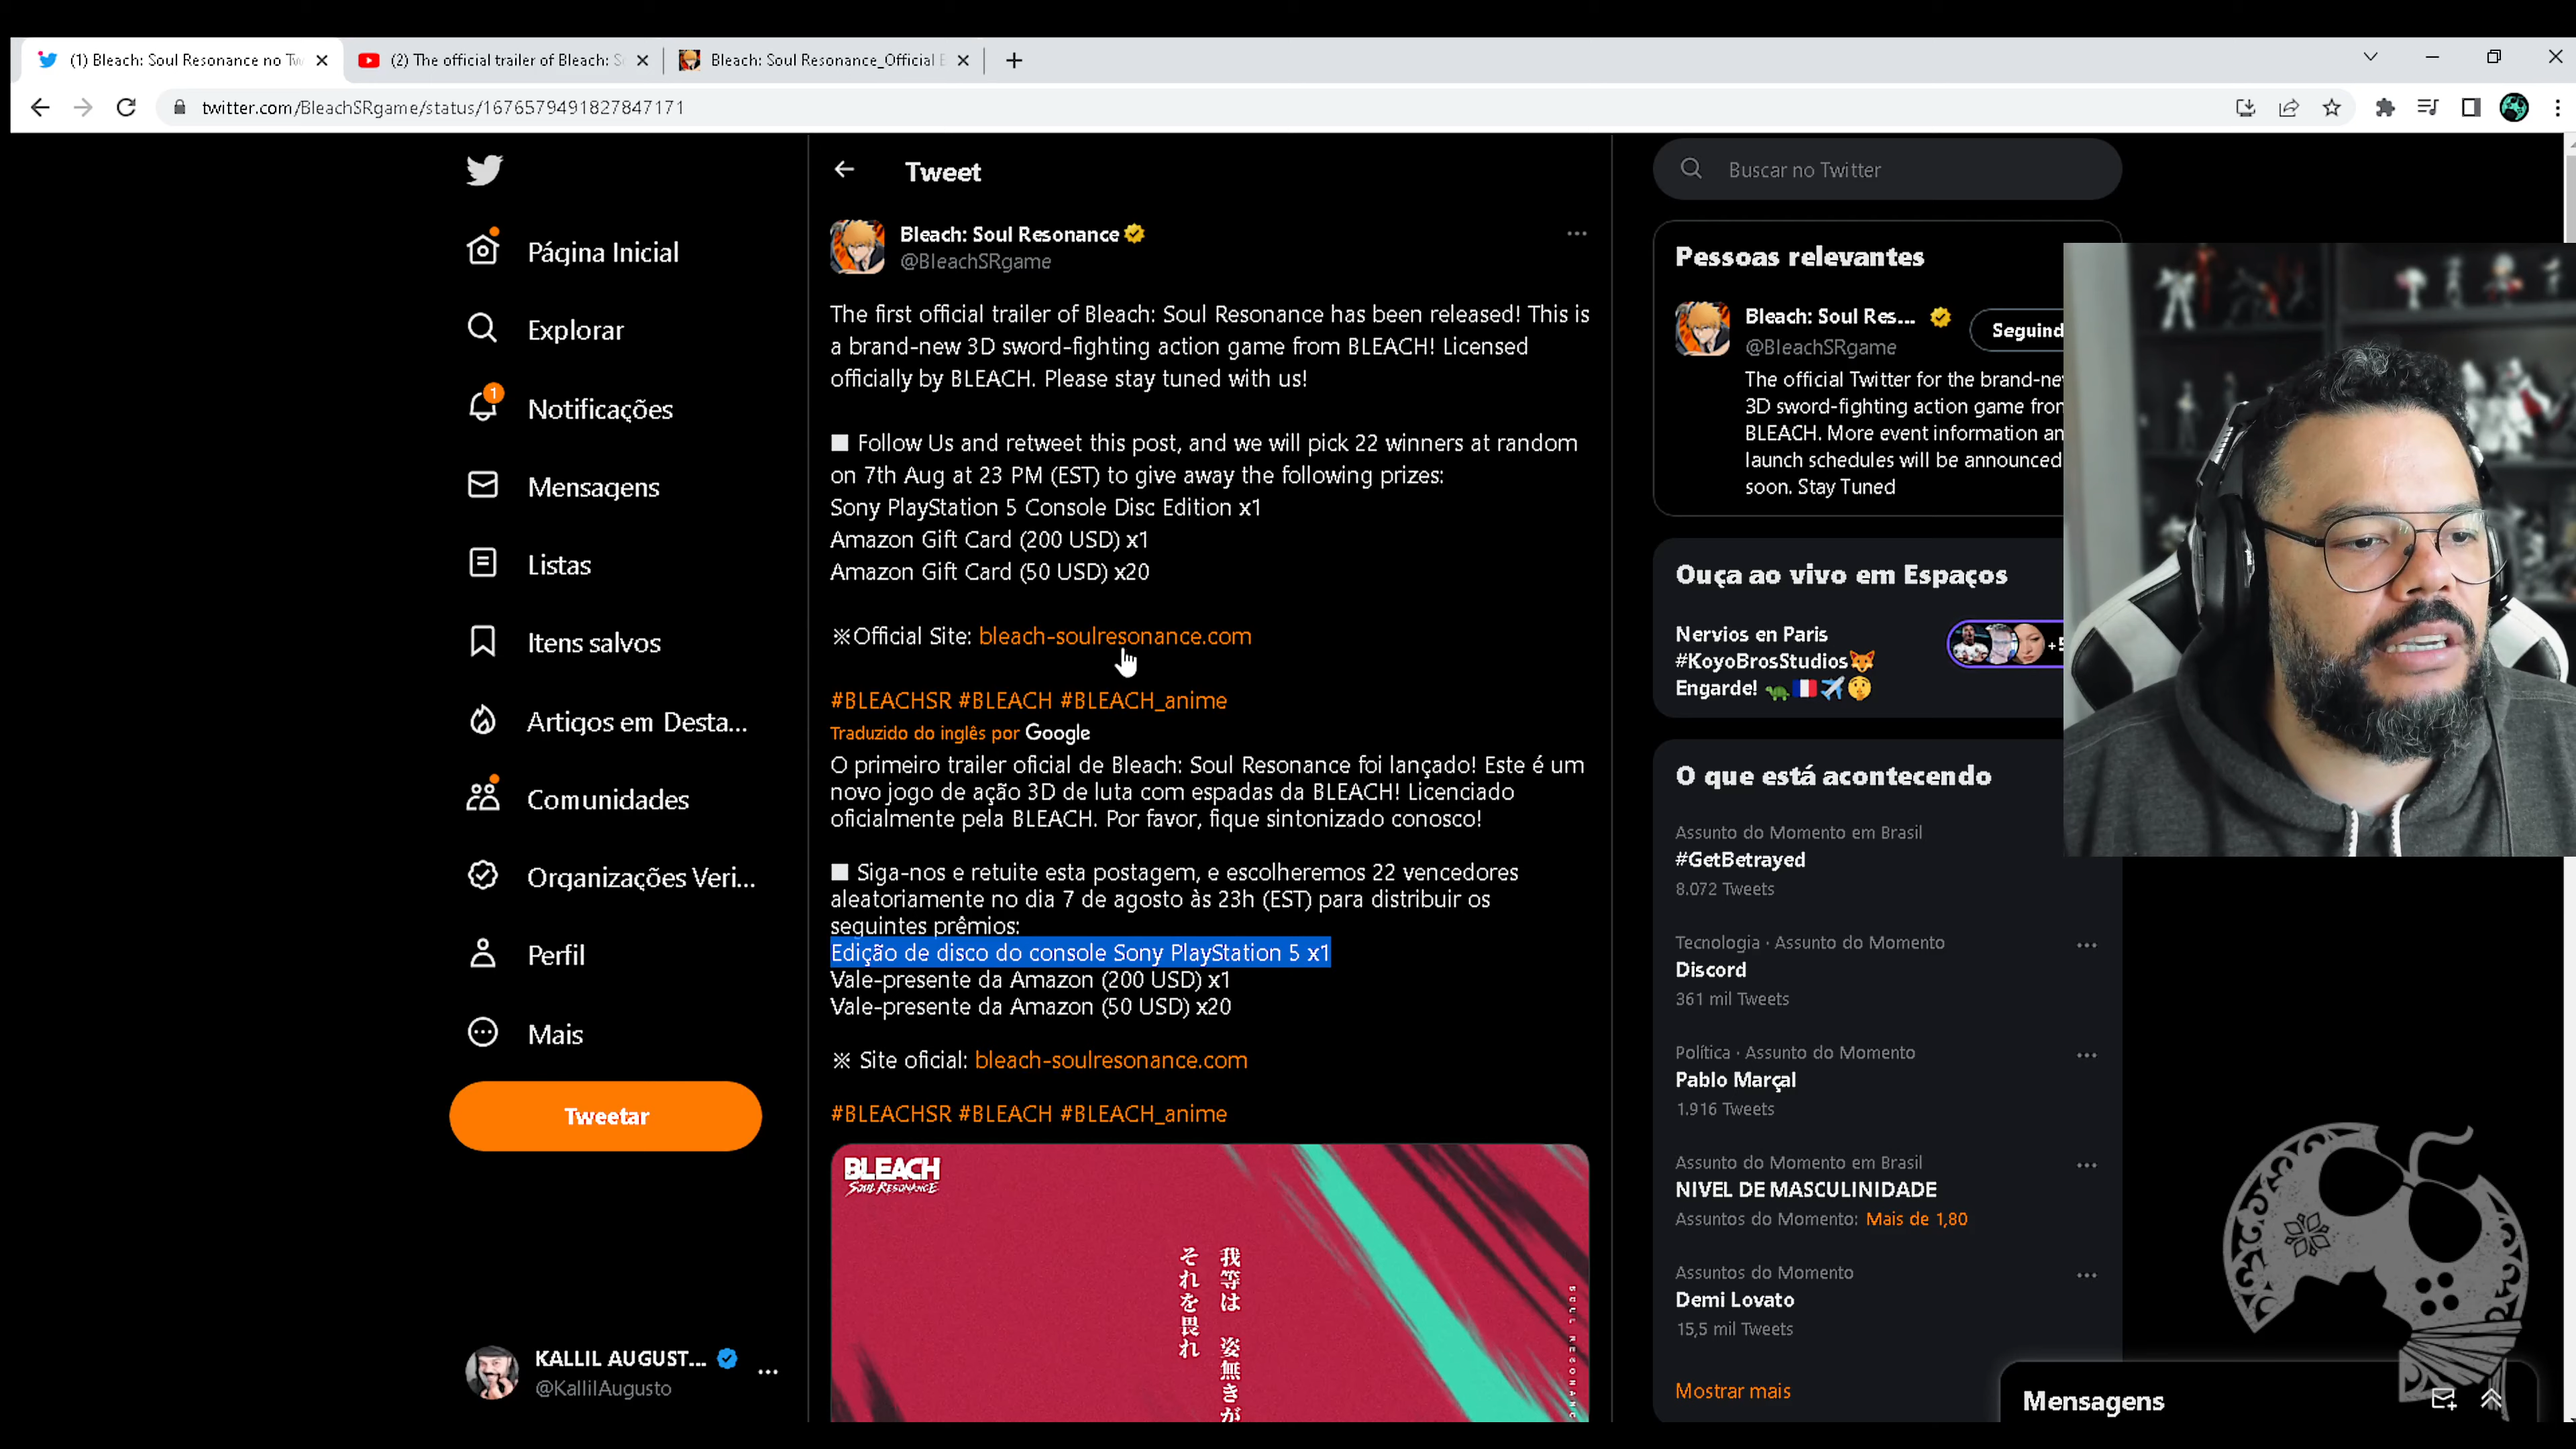 (1) Bleach: Soul Resonance no Tw
(2) The official trailer of Bleach: S
Bleach: Soul Resonance_Official
twitter.com/BleachSRgame/status/1676579491827847171
Página Inicial
Explorar
1
Notificações
Mensagens
Listas
Itens salvos
Artigos em Desta...
Comunidades
Organizações Veri...
Perfil
Mais
Tweetar
KALLIL AUGUST...
@KallilAugusto
Tweet
Bleach: Soul Resonance
@BleachSRgame
The first official trailer of Bleach: Soul Resonance has been released! This is
a brand-new 3D sword-fighting action game from BLEACH! Licensed
officially by BLEACH. Please stay tuned with us!
■ Follow Us and retweet this post, and we will pick 22 winners at random
on 7th Aug at 23 PM (EST) to give away the following prizes:
Sony PlayStation 5 Console Disc Edition x1
Amazon Gift Card (200 USD) x1
Amazon Gift Card (50 USD) x20
※Official Site: bleach-soulresonance.com
#BLEACHSR #BLEACH #BLEACH_anime
Traduzido do inglês por Google
O primeiro trailer oficial de Bleach: Soul Resonance foi lançado! Este é um
novo jogo de ação 3D de luta com espadas da BLEACH! Licenciado
oficialmente pela BLEACH. Por favor, fique sintonizado conosco!
■ Siga-nos e retuite esta postagem, e escolheremos 22 vencedores
aleatoriamente no dia 7 de agosto às 23h (EST) para distribuir os
seguintes prêmios:
Edição de disco do console Sony PlayStation 5 x1
Vale-presente da Amazon (200 USD) x1
Vale-presente da Amazon (50 USD) x20
※ Site oficial: bleach-soulresonance.com
#BLEACHSR #BLEACH #BLEACH_anime
BLEACH
SOUL RESONANCE
我等は 姿無きが
それを畏れ
SOUL RESONANC
Buscar no Twitter
Pessoas relevantes
Bleach: Soul Res...
Seguind
@BleachSRgame
The official Twitter for the brand-ne
3D sword-fighting action game from
BLEACH. More event information an
launch schedules will be announced
soon. Stay Tuned
Ouça ao vivo em Espaços
Nervios en Paris
#KoyoBrosStudios🦊
Engarde! 🐢🇫🇷✈️🤫
+5
O que está acontecendo
Assunto do Momento em Brasil
#GetBetrayed
8.072 Tweets
Tecnologia · Assunto do Momento
Discord
361 mil Tweets
Política · Assunto do Momento
Pablo Marçal
1.916 Tweets
Assunto do Momento em Brasil
NIVEL DE MASCULINIDADE
Assuntos do Momento: Mais de 1,80
Assuntos do Momento
Demi Lovato
15,5 mil Tweets
Mostrar mais
Mensagens